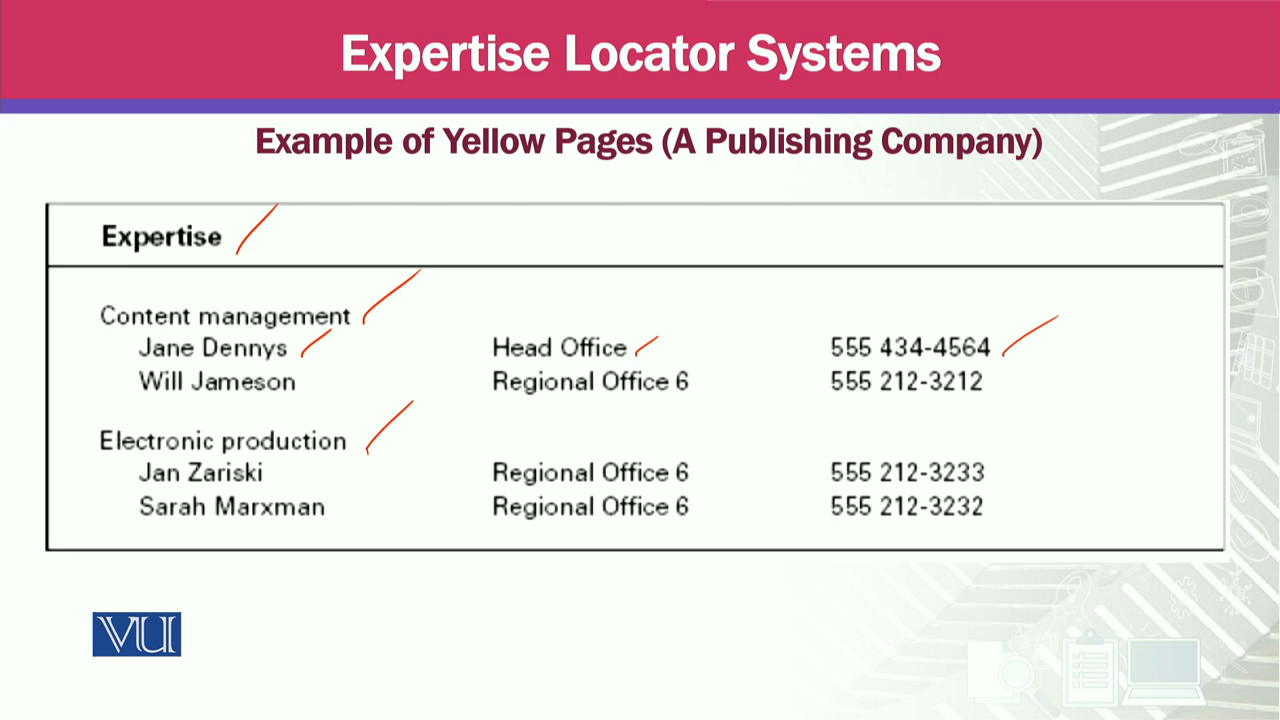 Expertise Locator Systems
Example of Yellow Pages (A Publishing Company)
Expertise
Content management
Jane Dennys Head Office 555 434-4564
Will Jameson Regional Office 6 555 212-3212
Electronic production
Jan Zariski Regional Office 6 555 212-3233
Sarah Marxman Regional Office 6 555 212-3232
VU